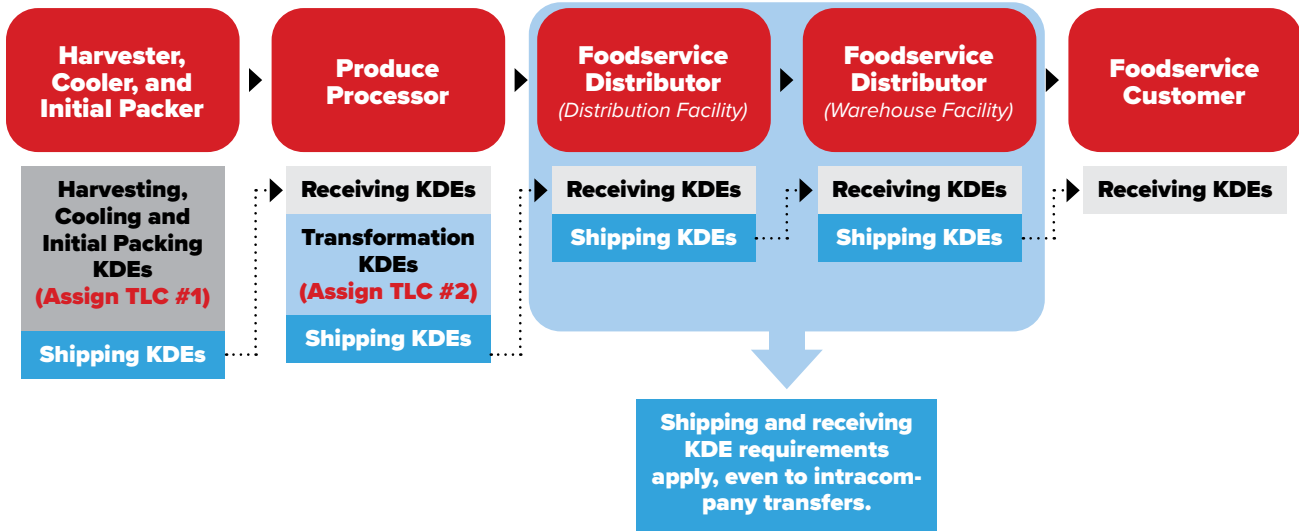 Harvester,
Cooler, and
Initial Packer
Produce
Processor
Foodservice
Distributor
(Distribution Facility)
Foodservice
Distributor
(Warehouse Facility)
Foodservice
Customer
Harvesting,
Cooling and
Initial Packing
KDEs
(Assign TLC #1)
Shipping KDEs
Receiving KDEs
Transformation
KDEs
(Assign TLC #2)
Shipping KDEs
Receiving KDEs
Shipping KDEs
Receiving KDEs
Shipping KDEs
Receiving KDEs
Shipping and receiving
KDE requirements
apply, even to intracom-
pany transfers.